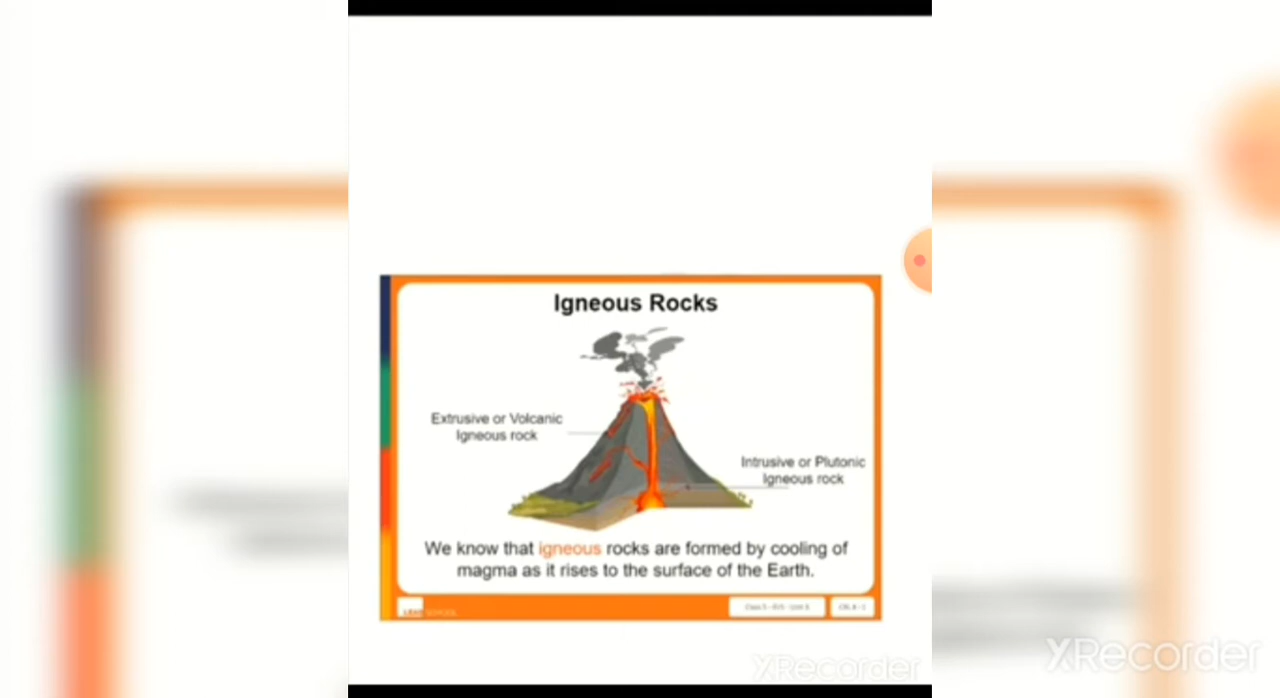 Igneous Rocks
Extrusive or Volcanic
Igneous rock
Intrusive or Plutonic
Igneous rock
We know that igneous rocks are formed by cooling of
magma as it rises to the surface of the Earth.
XRecorder
XRecorder